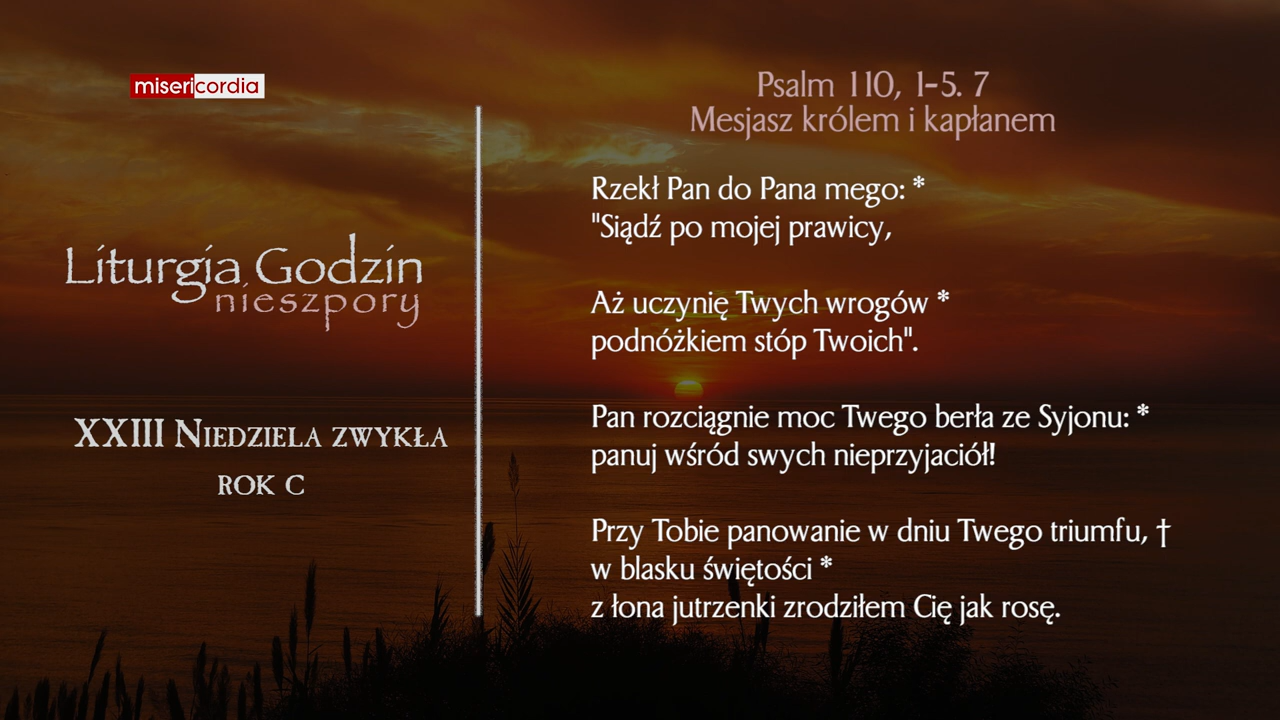 misericordia
Liturgia Godzin
nieszpory
XXIII Niedziela zwykła
rok C
Psalm 110, 1-5. 7
Mesjasz królem i kapłanem
Rzekł Pan do Pana mego: *
"Siądź po mojej prawicy,
Aż uczynię Twych wrogów *
podnóżkiem stóp Twoich".
Pan rozciągnie moc Twego berła ze Syjonu: *
panuj wśród swych nieprzyjaciół!
Przy Tobie panowanie w dniu Twego triumfu, †
w blasku świętości *
z łona jutrzenki zrodziłem Cię jak rosę.